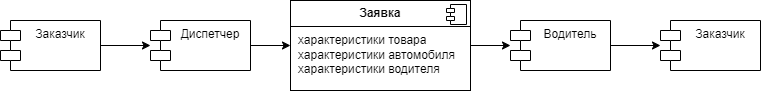 Заказчик
Диспетчер
Заявка
характеристики товара
характеристики автомобиля
характеристики водителя
Водитель
Заказчик